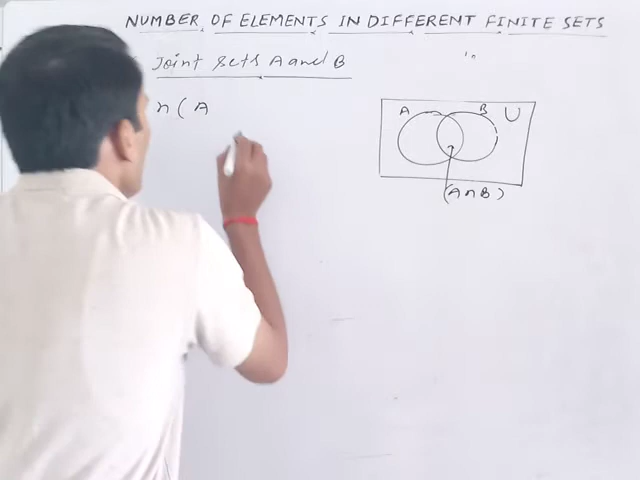 NUMBER OF ELEMENTS IN DIFFERENT FINITE SETS
Joint Sets A and B
n ( A
A B U
(A ∩ B)